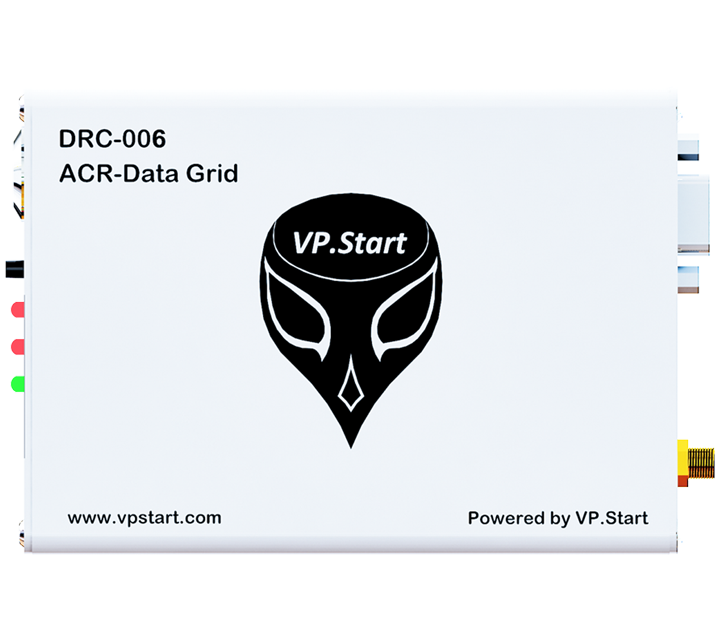 DRC-006
ACR-Data Grid
VP.Start
www.vpstart.com
Powered by VP.Start